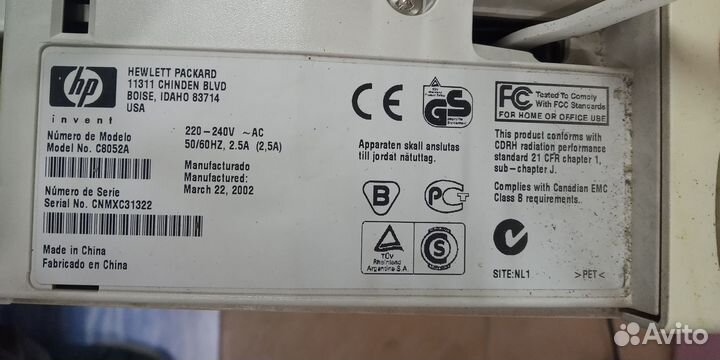 hp
invent
HEWLETT PACKARD
11311 CHINDEN BLVD
BOISE, IDAHO 83714
USA
Número de Modelo
Model No. C8052A
220-240V ~ AC
50/60HZ, 2.5A (2,5A)
Manufacturado
Manufactured:
March 22, 2002
Número de Serie
Serial No. CNMXC31322
Made in China
Fabricado en China
CE
GS
Apparaten skall anslutas
till jordat nätuttag.
B
PC
TÜV
Rheinland
Argentina S.A.
S
FC
Tested To Comply
With FCC Standards
FOR HOME OR OFFICE USE
This product conforms with
CDRH radiation performance
standard 21 CFR chapter 1,
sub-chapter J.
Complies with Canadian EMC
Class B requirements.
SITE:NL1
>PET<
Avito